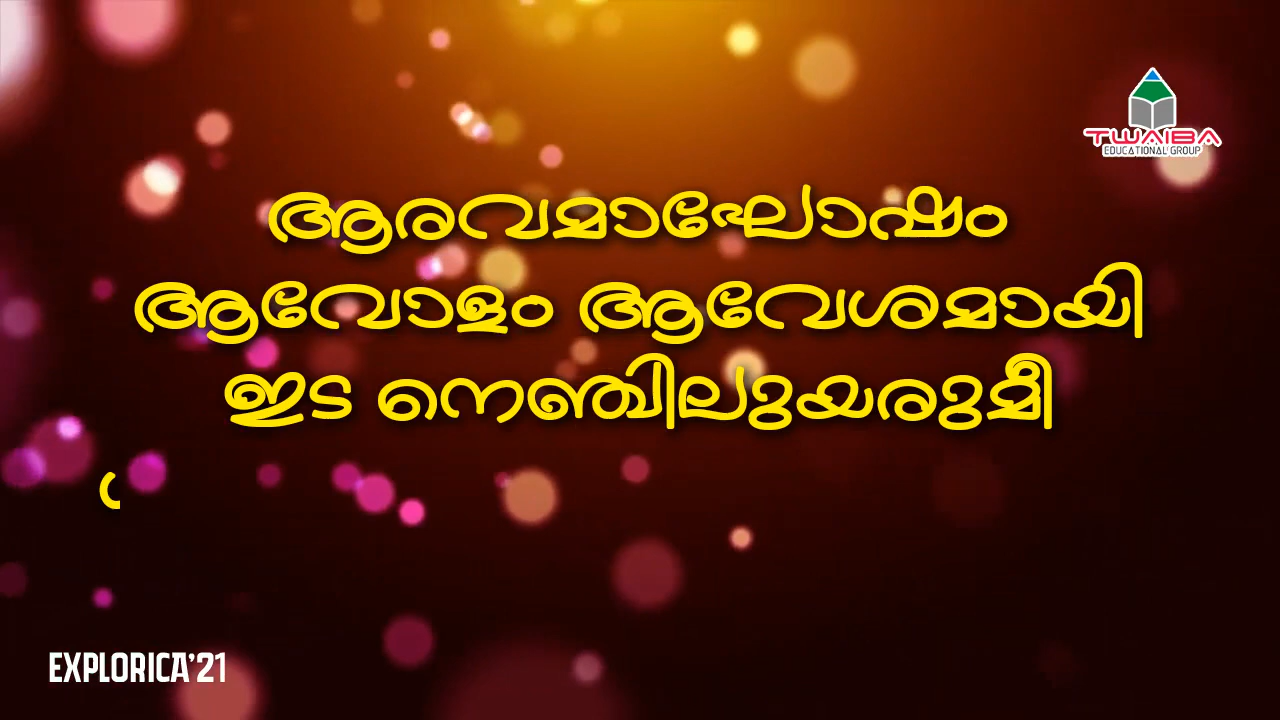 TWAIBA
EDUCATIONAL GROUP
ആരവമാഘോഷം
ആവോളം ആവേശമായി
ഇട നെഞ്ചിലുയരുമീ
EXPLORICA'21